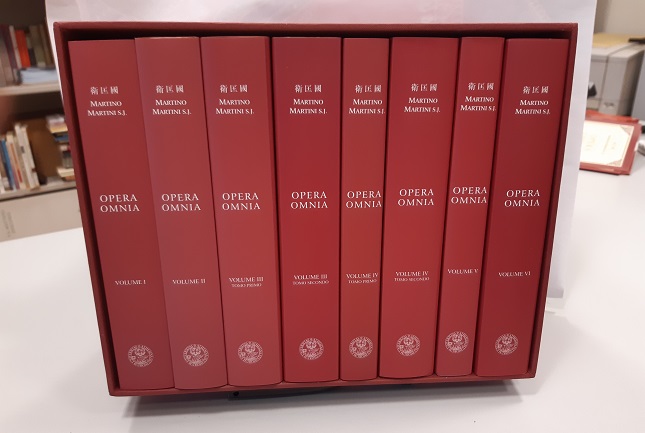 衛匡國
MARTINO
MARTINI S.J.
OPERA
OMNIA
VOLUME I
衛匡國
MARTINO
MARTINI S.J.
OPERA
OMNIA
VOLUME II
衛匡國
MARTINO
MARTINI S.J.
OPERA
OMNIA
VOLUME III
TOMO PRIMO
衛匡國
MARTINO
MARTINI S.J.
OPERA
OMNIA
VOLUME III
TOMO SECONDO
衛匡國
MARTINO
MARTINI S.J.
OPERA
OMNIA
VOLUME IV
TOMO PRIMO
衛匡國
MARTINO
MARTINI S.J.
OPERA
OMNIA
VOLUME IV
TOMO SECONDO
衛匡國
MARTINO
MARTINI S.J.
OPERA
OMNIA
VOLUME V
衛匡國
MARTINO
MARTINI S.J.
OPERA
OMNIA
VOLUME VI